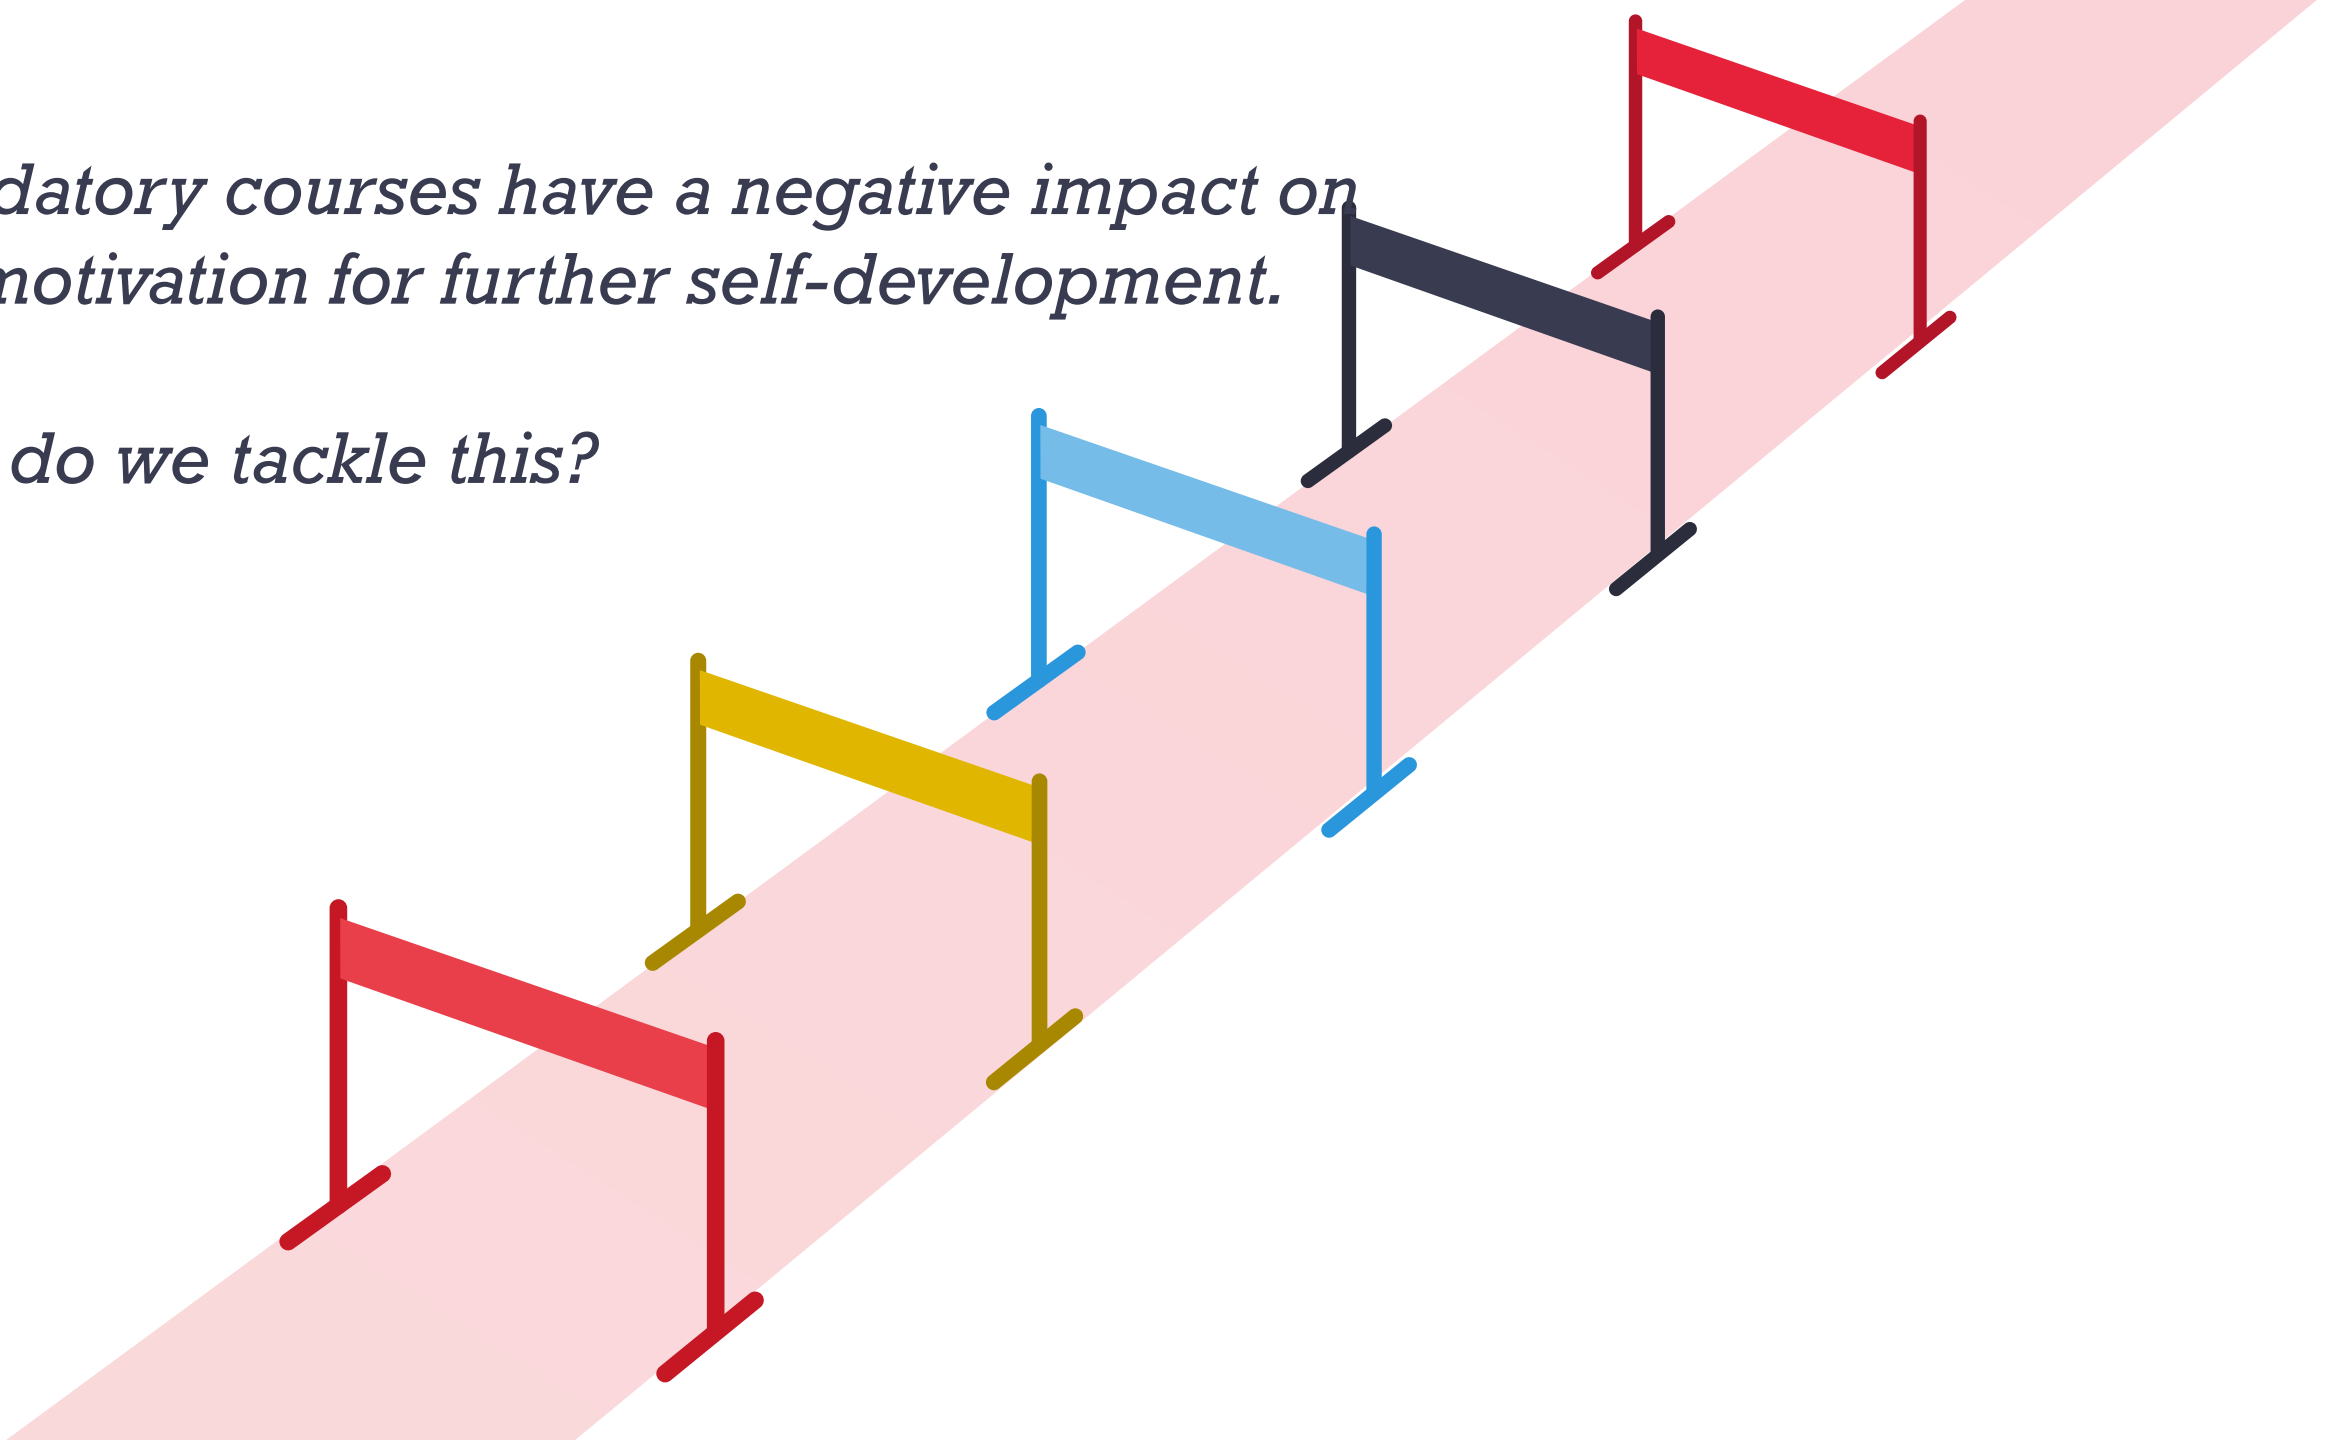 datory courses have a negative impact on
motivation for further self-development.
do we tackle this?